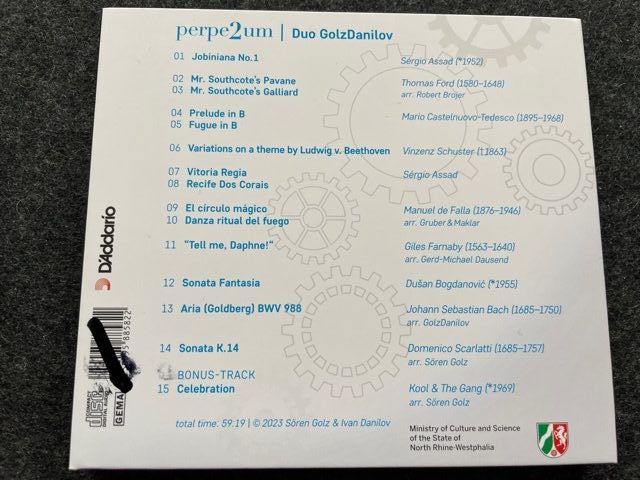 perpe2um | Duo GolzDanilov
01 Jobiniana No.1 Sérgio Assad (*1952)
02 Mr. Southcote's Pavane Thomas Ford (1580–1648)
03 Mr. Southcote's Galliard arr. Robert Brojer
04 Prelude in B Mario Castelnuovo-Tedesco (1895–1968)
05 Fugue in B
06 Variations on a theme by Ludwig v. Beethoven Vinzenz Schuster (†1863)
07 Vitoria Regia Sérgio Assad
08 Recife Dos Corais
09 El círculo mágico Manuel de Falla (1876–1946)
10 Danza ritual del fuego arr. Gruber & Maklar
11 "Tell me, Daphne!" Giles Farnaby (1563–1640)
arr. Gerd-Michael Dausend
12 Sonata Fantasia Dušan Bogdanović (*1955)
13 Aria (Goldberg) BWV 988 Johann Sebastian Bach (1685–1750)
arr. GolzDanilov
14 Sonata K.14 Domenico Scarlatti (1685–1757)
arr. Sören Golz
BONUS-TRACK
15 Celebration Kool & The Gang (*1969)
arr. Sören Golz
total time: 59:19 | © 2023 Sören Golz & Ivan Danilov
Ministry of Culture and Science
of the State of
North Rhine-Westphalia
D'Addario
COMPACT
disc
DIGITAL AUDIO
GEMA
885822